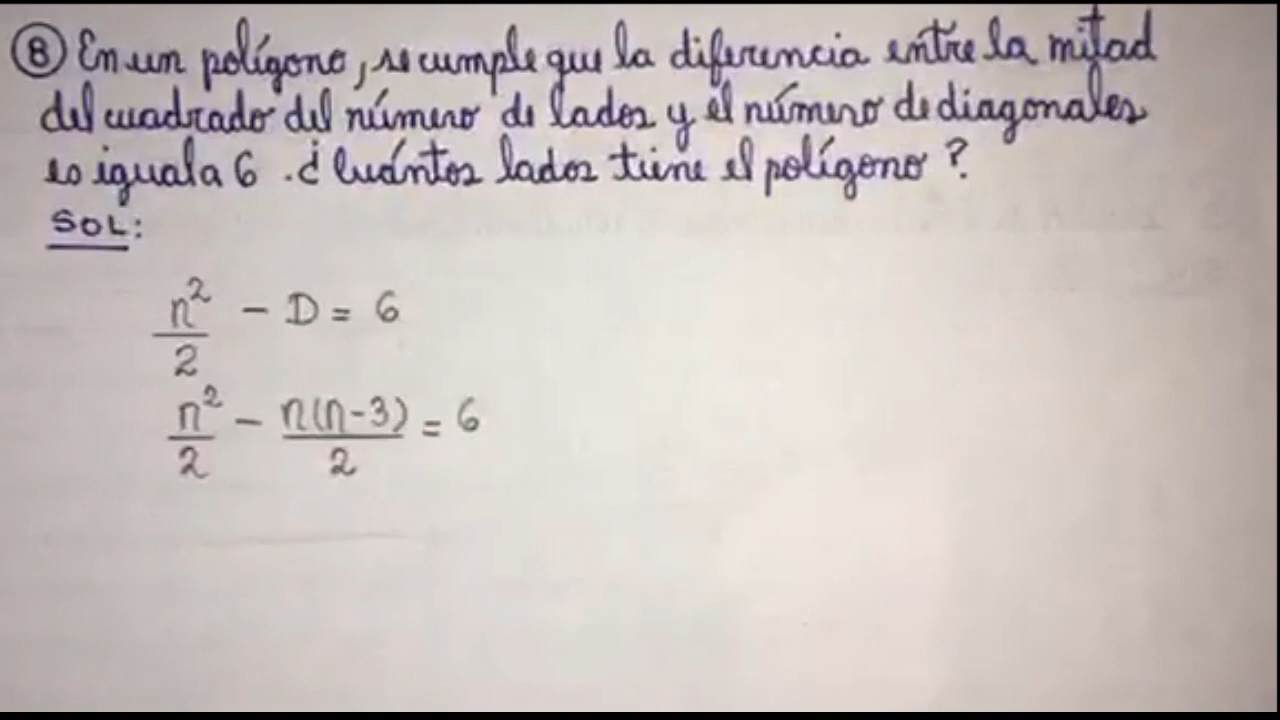 ⑧ En un polígono, se cumple que la diferencia entre la mitad
del cuadrado del número de lados y el número de diagonales
es igual a 6. ¿Cuántos lados tiene el polígono?
SOL:
n²/2 - D = 6
n²/2 - n(n-3)/2 = 6